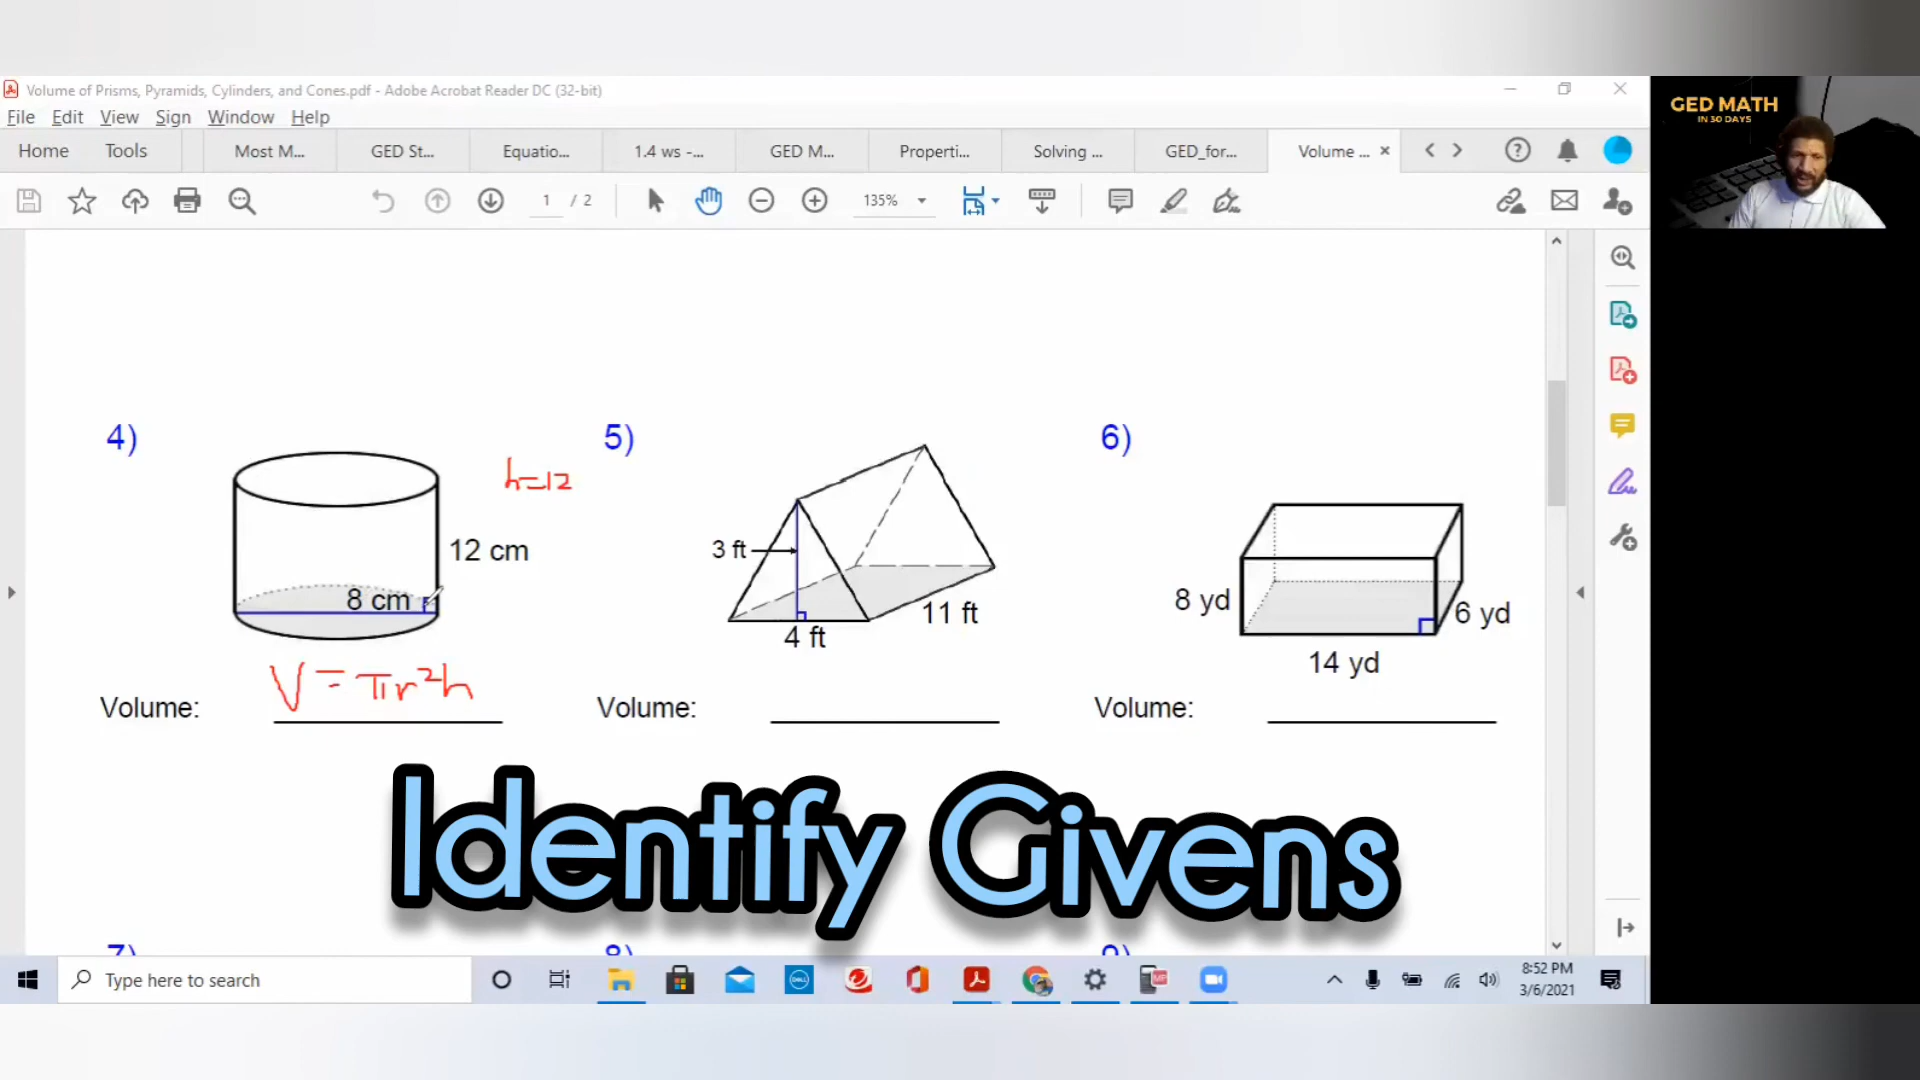 Volume of Prisms, Pyramids, Cylinders, and Cones.pdf - Adobe Acrobat Reader DC (32-bit)
GED MATH
IN 30 DAYS
File Edit View Sign Window Help
Home Tools Most M... GED St... Equatio... 1.4 ws -... GED M... Properti... Solving ... GED_for... Volume ...
1 / 2 135%
4) 5) 6)
h=12
3 ft
12 cm
8 cm
11 ft
4 ft
8 yd
6 yd
14 yd
V = πr²h
Volume: Volume: Volume:
Identify Givens
7) 8) 9)
Type here to search
DELL
8:52 PM
3/6/2021